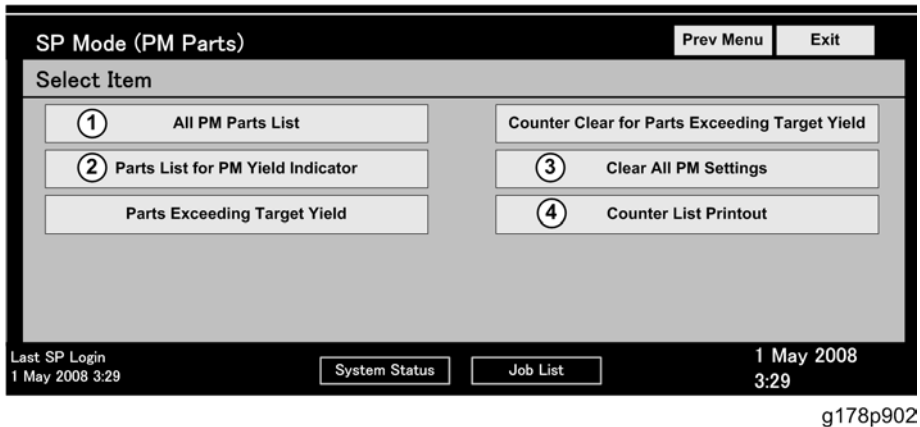 SP Mode (PM Parts)
Prev Menu
Exit
Select Item
1 All PM Parts List
Counter Clear for Parts Exceeding Target Yield
2 Parts List for PM Yield Indicator
3 Clear All PM Settings
Parts Exceeding Target Yield
4 Counter List Printout
Last SP Login
1 May 2008 3:29
System Status
Job List
1 May 2008
3:29
g178p902